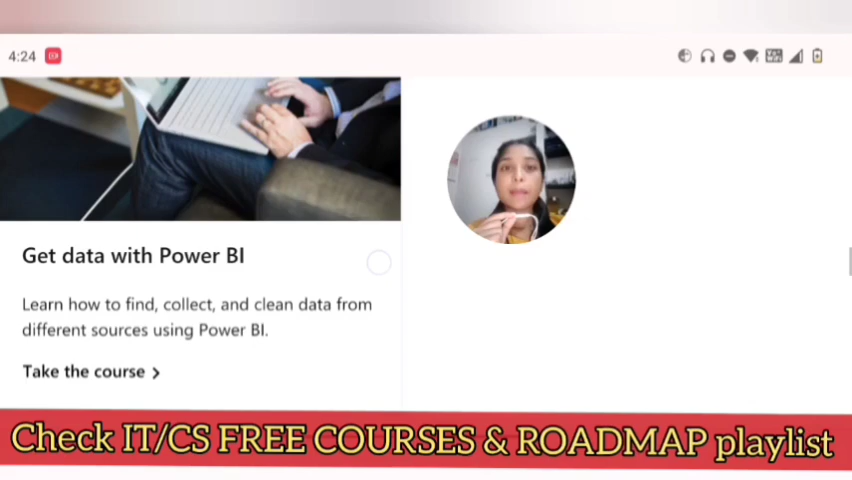 4:24
Get data with Power BI
Learn how to find, collect, and clean data from
different sources using Power BI.
Take the course >
Check IT/CS FREE COURSES & ROADMAP playlist